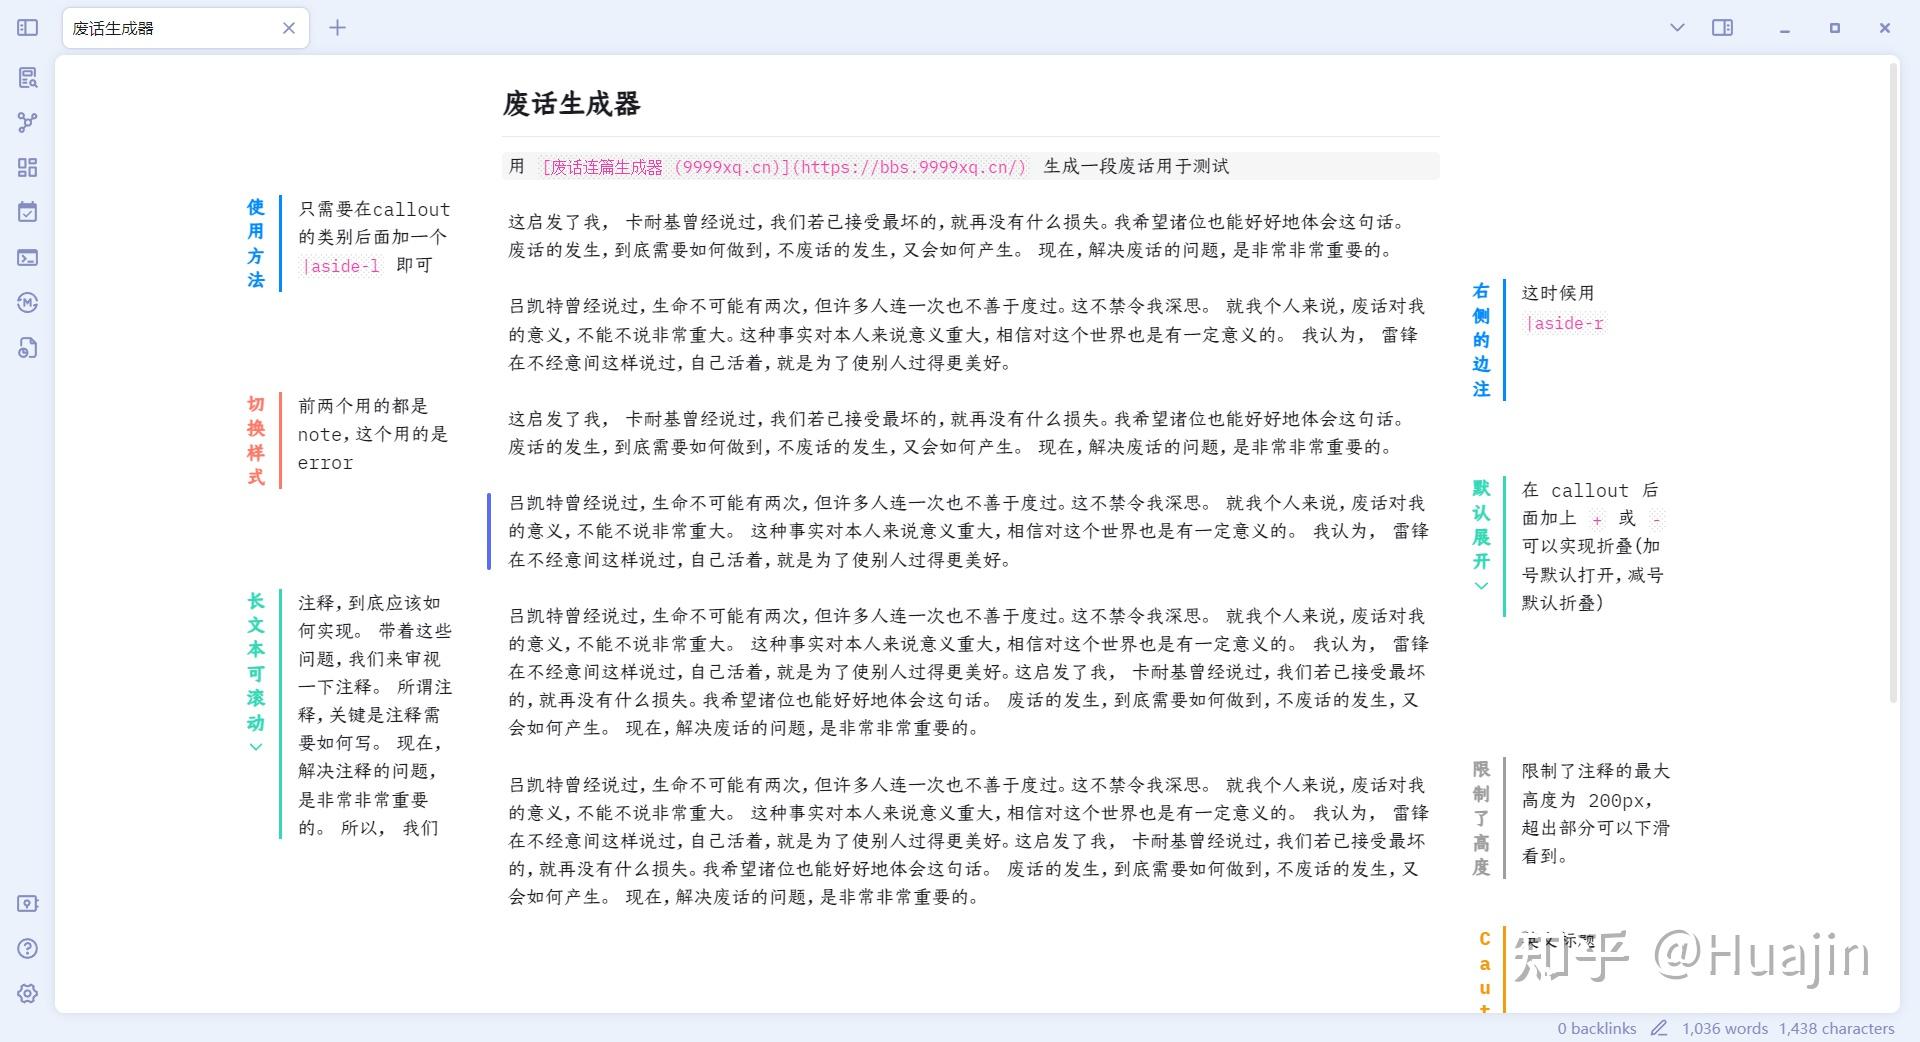 废话生成器
废话生成器
用 [废话连篇生成器 (9999xq.cn)](https://bbs.9999xq.cn/) 生成一段废话用于测试
使用方法
只需要在callout
的类别后面加一个
|aside-l 即可
这启发了我， 卡耐基曾经说过，我们若已接受最坏的，就再没有什么损失。我希望诸位也能好好地体会这句话。
废话的发生，到底需要如何做到，不废话的发生，又会如何产生。 现在，解决废话的问题，是非常非常重要的。
右侧的边注
这时候用
|aside-r
吕凯特曾经说过，生命不可能有两次，但许多人连一次也不善于度过。这不禁令我深思。 就我个人来说，废话对我
的意义，不能不说非常重大。这种事实对本人来说意义重大，相信对这个世界也是有一定意义的。 我认为， 雷锋
在不经意间这样说过，自己活着，就是为了使别人过得更美好。
切换样式
前两个用的都是
note，这个用的是
error
这启发了我， 卡耐基曾经说过，我们若已接受最坏的，就再没有什么损失。我希望诸位也能好好地体会这句话。
废话的发生，到底需要如何做到，不废话的发生，又会如何产生。 现在，解决废话的问题，是非常非常重要的。
默认展开
在 callout 后
面加上 + 或 -
可以实现折叠(加
号默认打开，减号
默认折叠)
吕凯特曾经说过，生命不可能有两次，但许多人连一次也不善于度过。这不禁令我深思。 就我个人来说，废话对我
的意义，不能不说非常重大。 这种事实对本人来说意义重大，相信对这个世界也是有一定意义的。 我认为， 雷锋
在不经意间这样说过，自己活着，就是为了使别人过得更美好。
长文本可滚动
注释，到底应该如
何实现。 带着这些
问题，我们来审视
一下注释。 所谓注
释，关键是注释需
要如何写。 现在，
解决注释的问题，
是非常非常重要
的。 所以， 我们
吕凯特曾经说过，生命不可能有两次，但许多人连一次也不善于度过。这不禁令我深思。 就我个人来说，废话对我
的意义，不能不说非常重大。 这种事实对本人来说意义重大，相信对这个世界也是有一定意义的。 我认为， 雷锋
在不经意间这样说过，自己活着，就是为了使别人过得更美好。这启发了我， 卡耐基曾经说过，我们若已接受最坏
的，就再没有什么损失。我希望诸位也能好好地体会这句话。 废话的发生，到底需要如何做到，不废话的发生，又
会如何产生。 现在，解决废话的问题，是非常非常重要的。
限制了高度
限制了注释的最大
高度为 200px，
超出部分可以下滑
看到。
吕凯特曾经说过，生命不可能有两次，但许多人连一次也不善于度过。这不禁令我深思。 就我个人来说，废话对我
的意义，不能不说非常重大。 这种事实对本人来说意义重大，相信对这个世界也是有一定意义的。 我认为， 雷锋
在不经意间这样说过，自己活着，就是为了使别人过得更美好。这启发了我， 卡耐基曾经说过，我们若已接受最坏
的，就再没有什么损失。我希望诸位也能好好地体会这句话。 废话的发生，到底需要如何做到，不废话的发生，又
会如何产生。 现在，解决废话的问题，是非常非常重要的。
Caut
标题
知乎 @Huajin
0 backlinks 1,036 words 1,438 characters